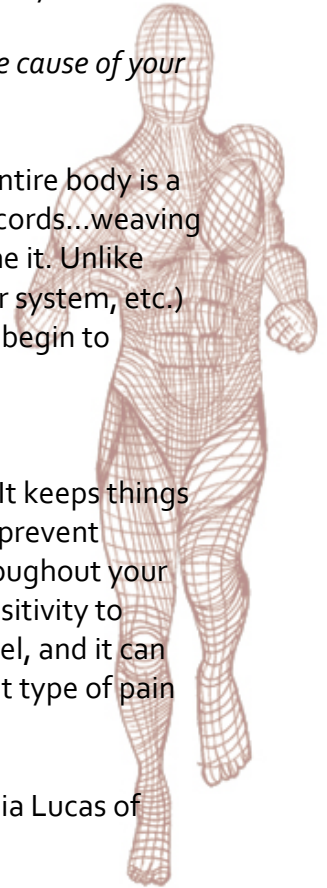 e cause of your
ntire body is a
cords...weaving
ne it. Unlike
r system, etc.)
begin to
It keeps things
prevent
oughout your
sitivity to
el, and it can
t type of pain
ia Lucas of